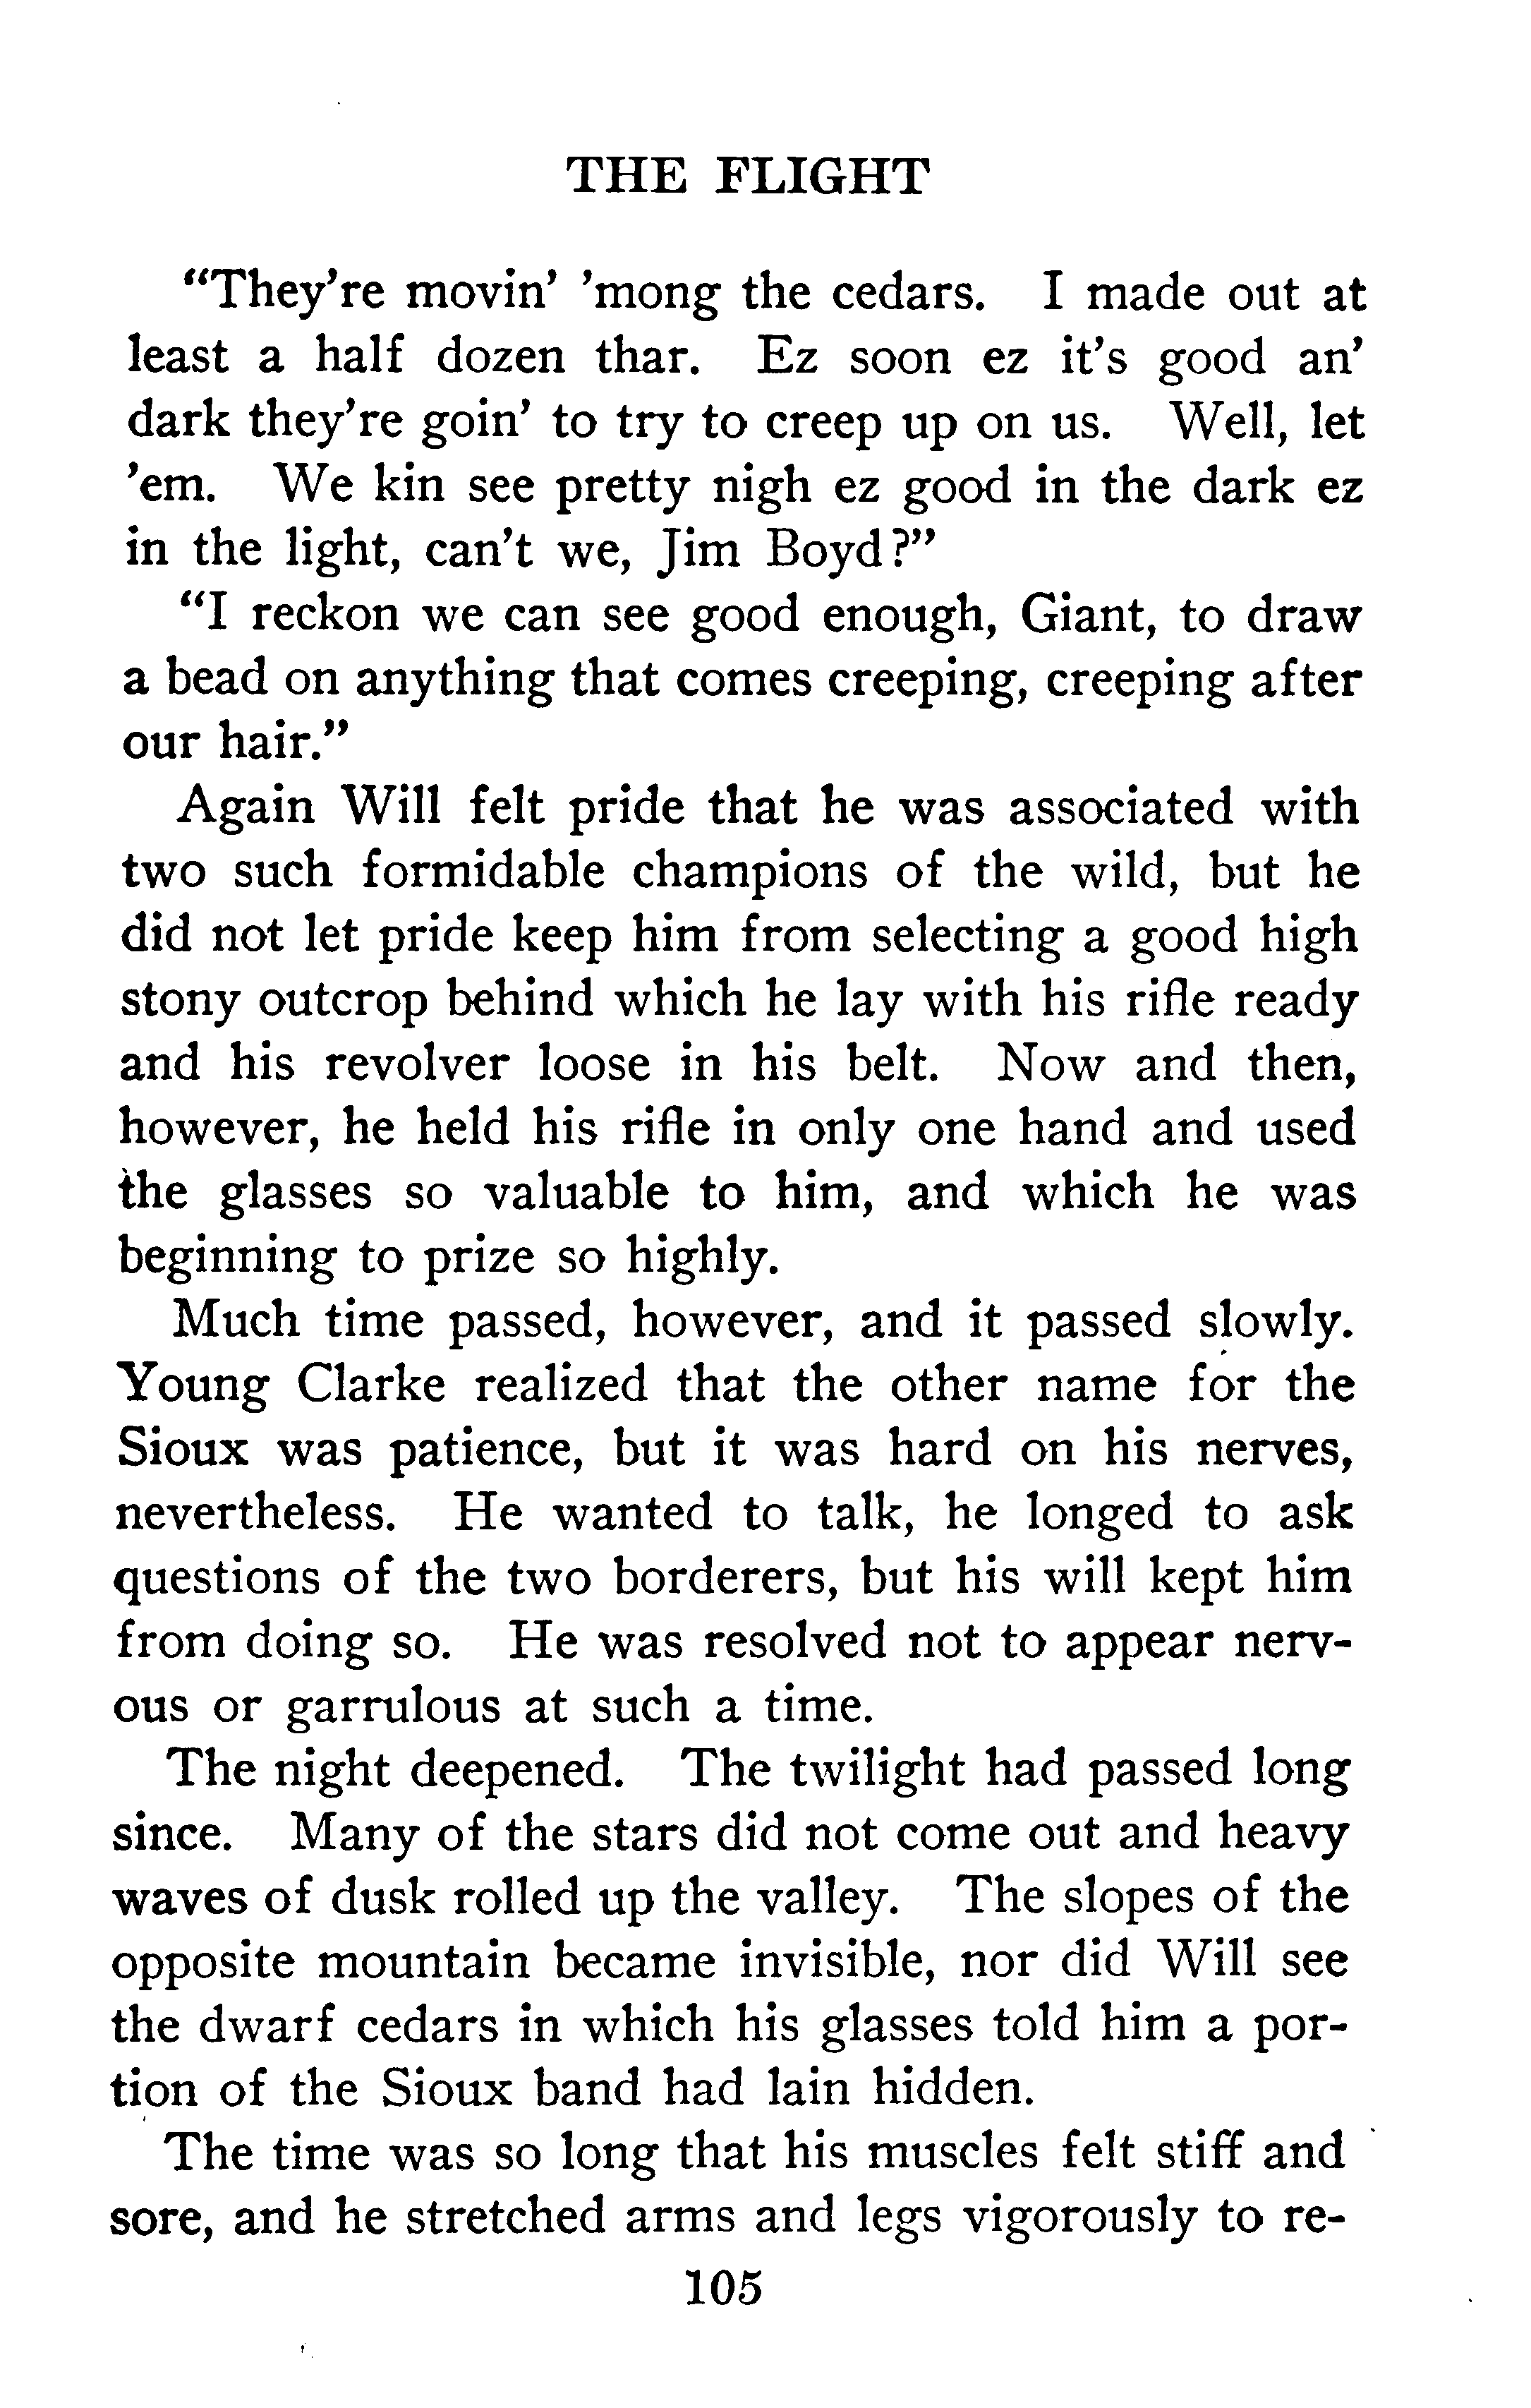 THE FLIGHT
“They’re movin’ ’mong the cedars. I made out at
least a half dozen thar. Ez soon ez it’s good an’
dark they’re goin’ to try to creep up on us. Well, let
’em. We kin see pretty nigh ez good in the dark ez
in the light, can’t we, Jim Boyd?”
“I reckon we can see good enough, Giant, to draw
a bead on anything that comes creeping, creeping after
our hair.”
Again Will felt pride that he was associated with
two such formidable champions of the wild, but he
did not let pride keep him from selecting a good high
stony outcrop behind which he lay with his rifle ready
and his revolver loose in his belt. Now and then,
however, he held his rifle in only one hand and used
the glasses so valuable to him, and which he was
beginning to prize so highly.
Much time passed, however, and it passed slowly.
Young Clarke realized that the other name for the
Sioux was patience, but it was hard on his nerves,
nevertheless. He wanted to talk, he longed to ask
questions of the two borderers, but his will kept him
from doing so. He was resolved not to appear nerv-
ous or garrulous at such a time.
The night deepened. The twilight had passed long
since. Many of the stars did not come out and heavy
waves of dusk rolled up the valley. The slopes of the
opposite mountain became invisible, nor did Will see
the dwarf cedars in which his glasses told him a por-
tion of the Sioux band had lain hidden.
The time was so long that his muscles felt stiff and
sore, and he stretched arms and legs vigorously to re-
105